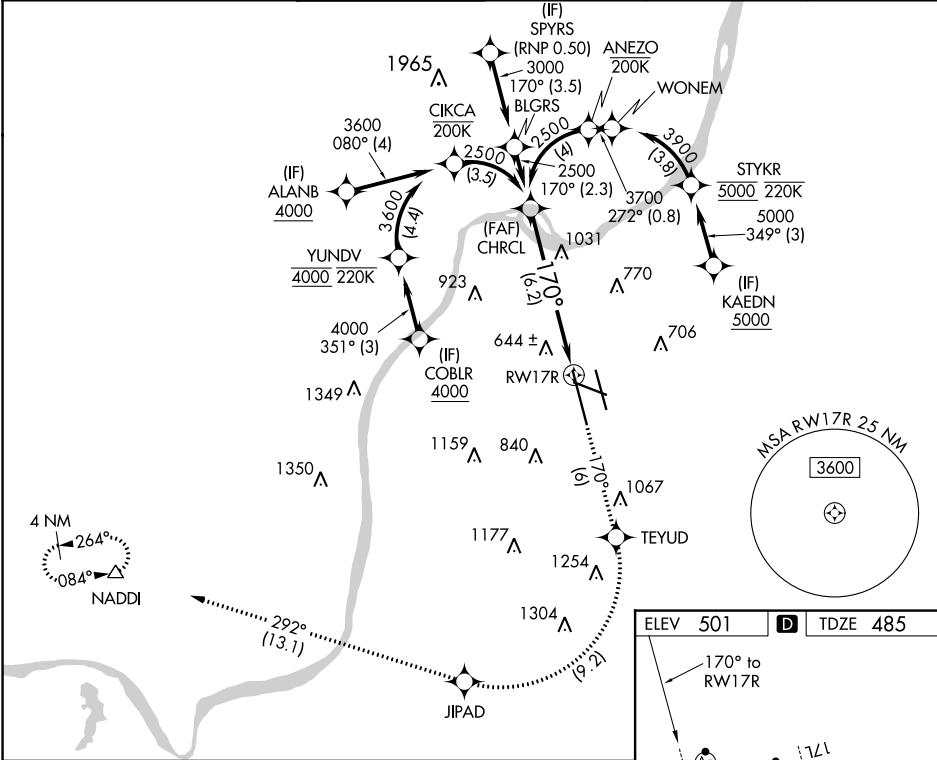 (IF)
SPYRS
(RNP 0.50)
3000
170° (3.5)
BLGRS
1965
ANEZO
200K
WONEM
CIKCA
200K
3600
080° (4)
2500
(3.5)
2500
(4)
2500
170° (2.3)
3900
(3.8)
3700
272° (0.8)
STYKR
5000 220K
5000
349° (3)
(IF)
KAEDN
5000
(IF)
ALANB
4000
3600
(4.4)
YUNDV
4000 220K
4000
351° (3)
(IF)
COBLR
4000
(FAF)
CHRCL
170°
(6.2)
1031
923
770
706
644 ±
RW17R
1349
1159
840
1350
170°
(6)
1067
TEYUD
1177
1254
1304
(9.2)
4 NM
264°
084°
NADDI
292°
(13.1)
JIPAD
MSA RW17R 25 NM
3600
ELEV 501 D TDZE 485
170° to
RW17R
17L